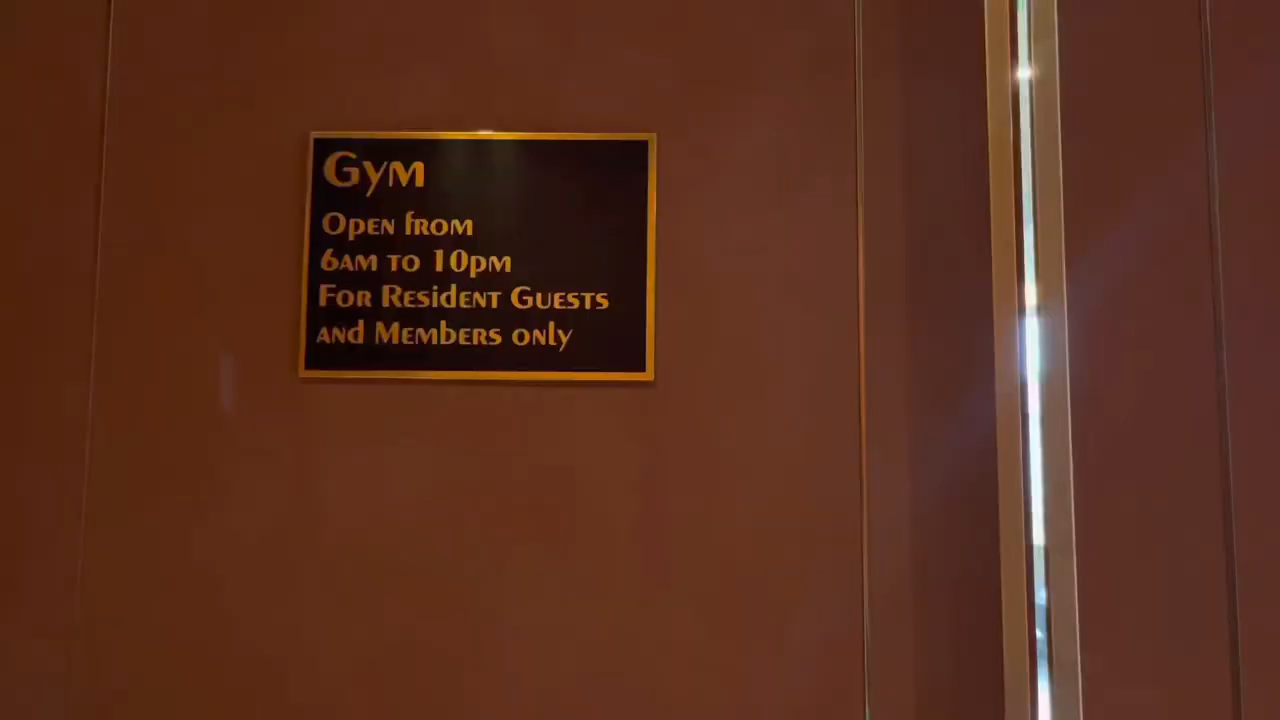 Gym
Open from
6am to 10pm
For Resident Guests
and Members only